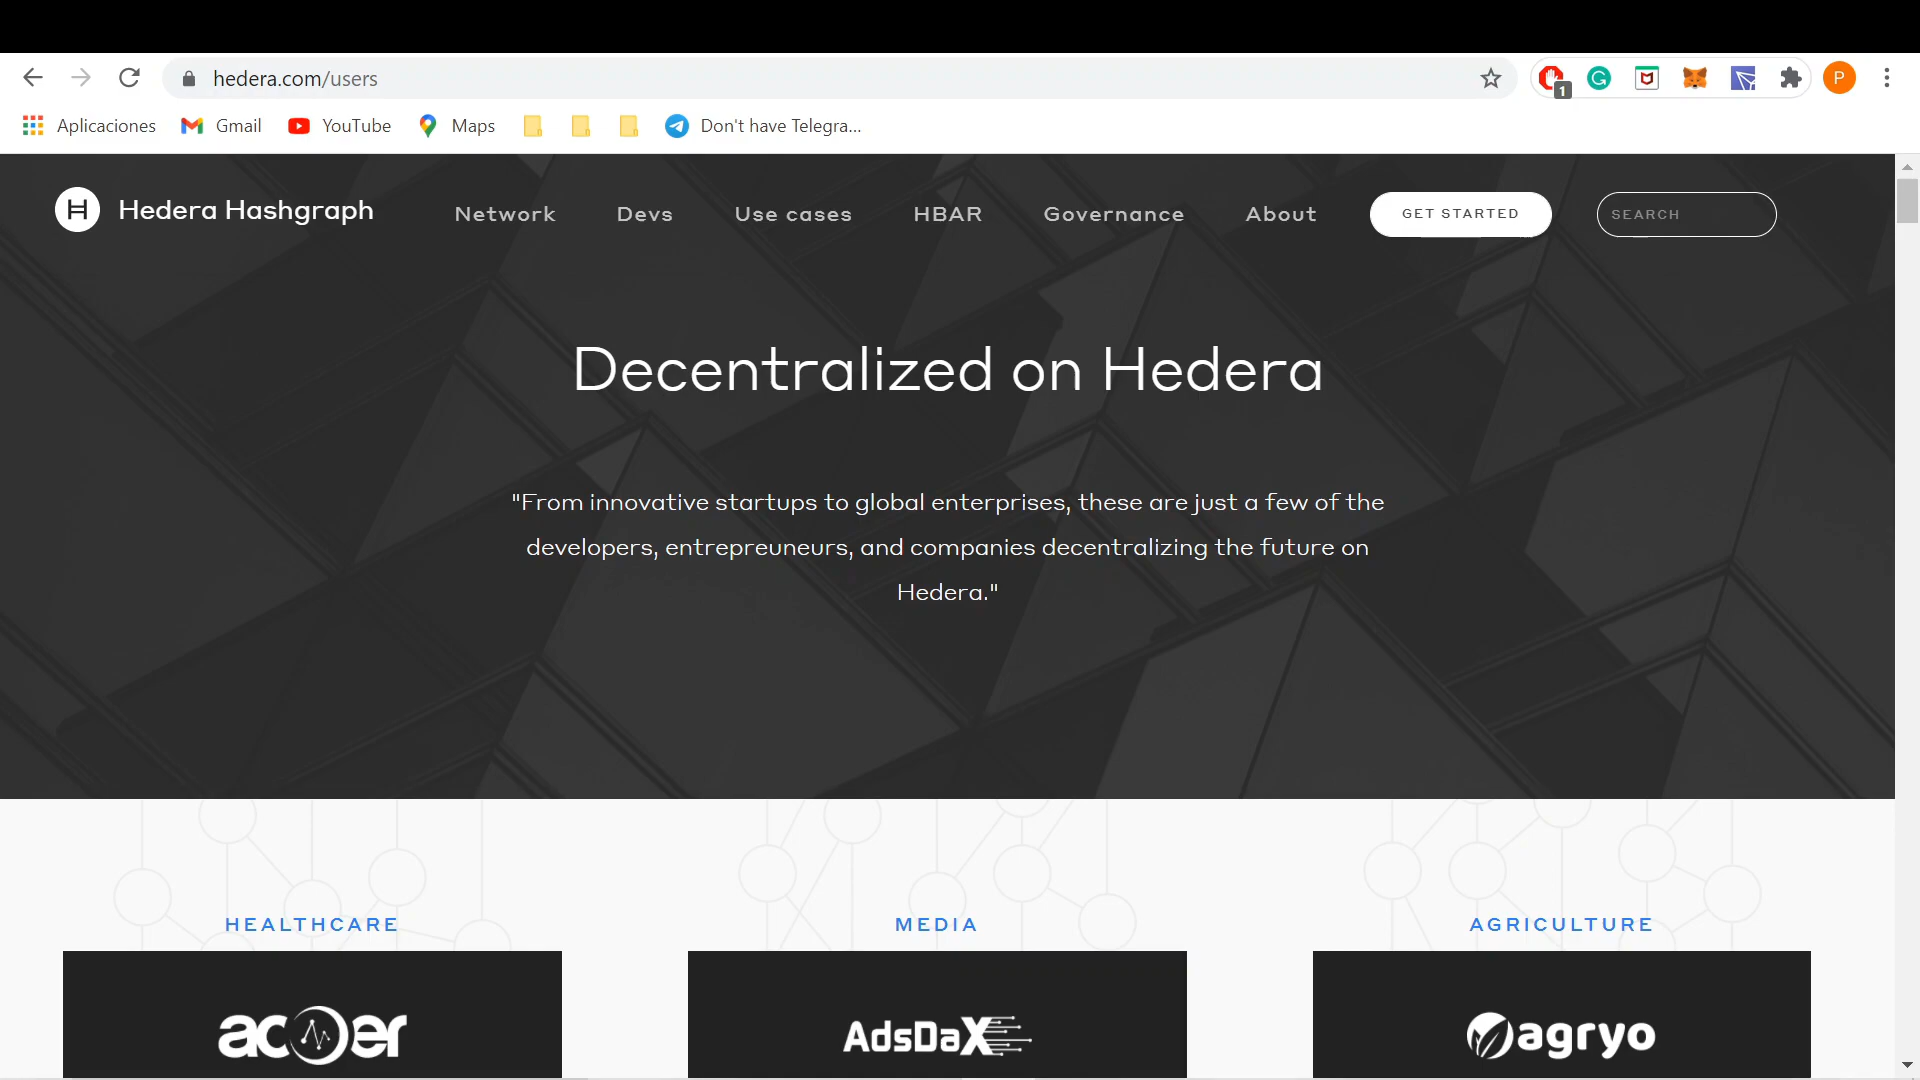 hedera.com/users
1
P
Aplicaciones Gmail YouTube Maps Don't have Telegra...
H Hedera Hashgraph Network Devs Use cases HBAR Governance About GET STARTED SEARCH
Decentralized on Hedera
"From innovative startups to global enterprises, these are just a few of the
developers, entrepreuneurs, and companies decentralizing the future on
Hedera."
HEALTHCARE MEDIA AGRICULTURE
acoer AdsDaX agryo